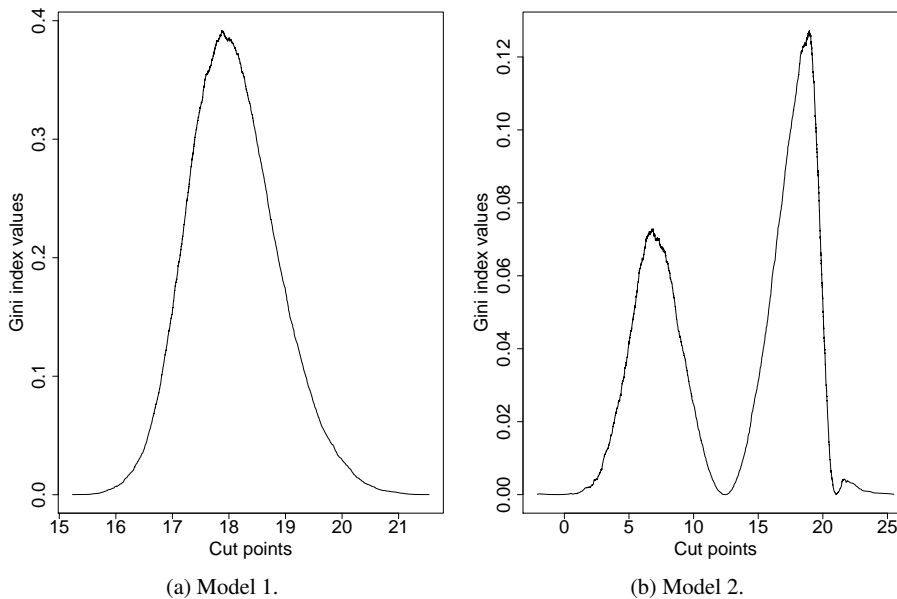 0.4
0.3
0.2
0.1
0.0
Gini index values
15 16 17 18 19 20 21
Cut points
(a) Model 1.
0.12
0.10
0.08
0.06
0.04
0.02
0.00
Gini index values
0 5 10 15 20 25
Cut points
(b) Model 2.